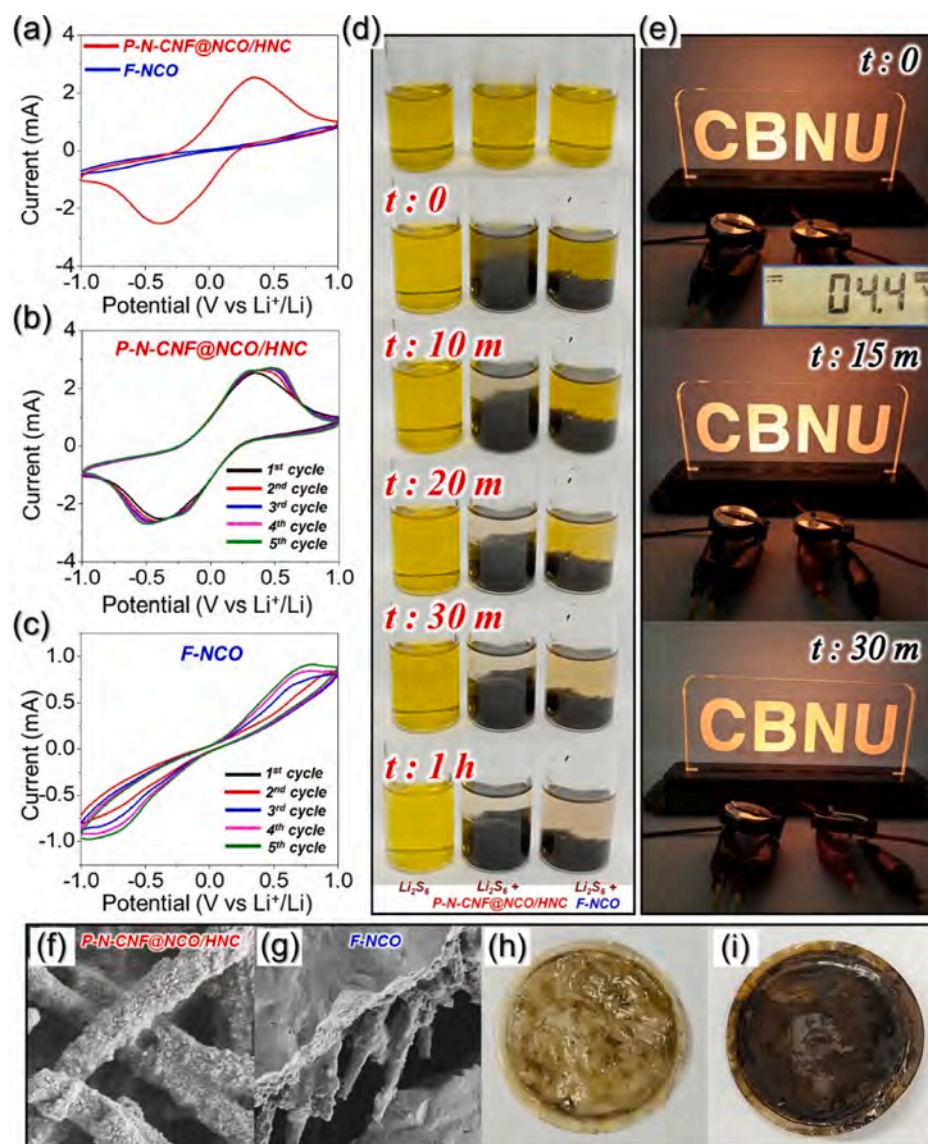 (a)
P-N-CNF@NCO/HNC
F-NCO
4
2
0
-2
-4
Current (mA)
-1.0 -0.5 0.0 0.5 1.0
Potential (V vs Li⁺/Li)
(b)
P-N-CNF@NCO/HNC
4
2
0
-2
-4
Current (mA)
1st cycle
2nd cycle
3rd cycle
4th cycle
5th cycle
-1.0 -0.5 0.0 0.5 1.0
Potential (V vs Li⁺/Li)
(c)
F-NCO
1.0
0.5
0.0
-0.5
-1.0
Current (mA)
1st cycle
2nd cycle
3rd cycle
4th cycle
5th cycle
-1.0 -0.5 0.0 0.5 1.0
Potential (V vs Li⁺/Li)
(d)
t : 0
t : 10 m
t : 20 m
t : 30 m
t : 1 h
Li₂S₆
Li₂S₆ +
P-N-CNF@NCO/HNC
Li₂S₆ +
F-NCO
(e)
t : 0
CBNU
04.4
t : 15 m
CBNU
t : 30 m
CBNU
(f)
P-N-CNF@NCO/HNC
(g)
F-NCO
(h)
(i)